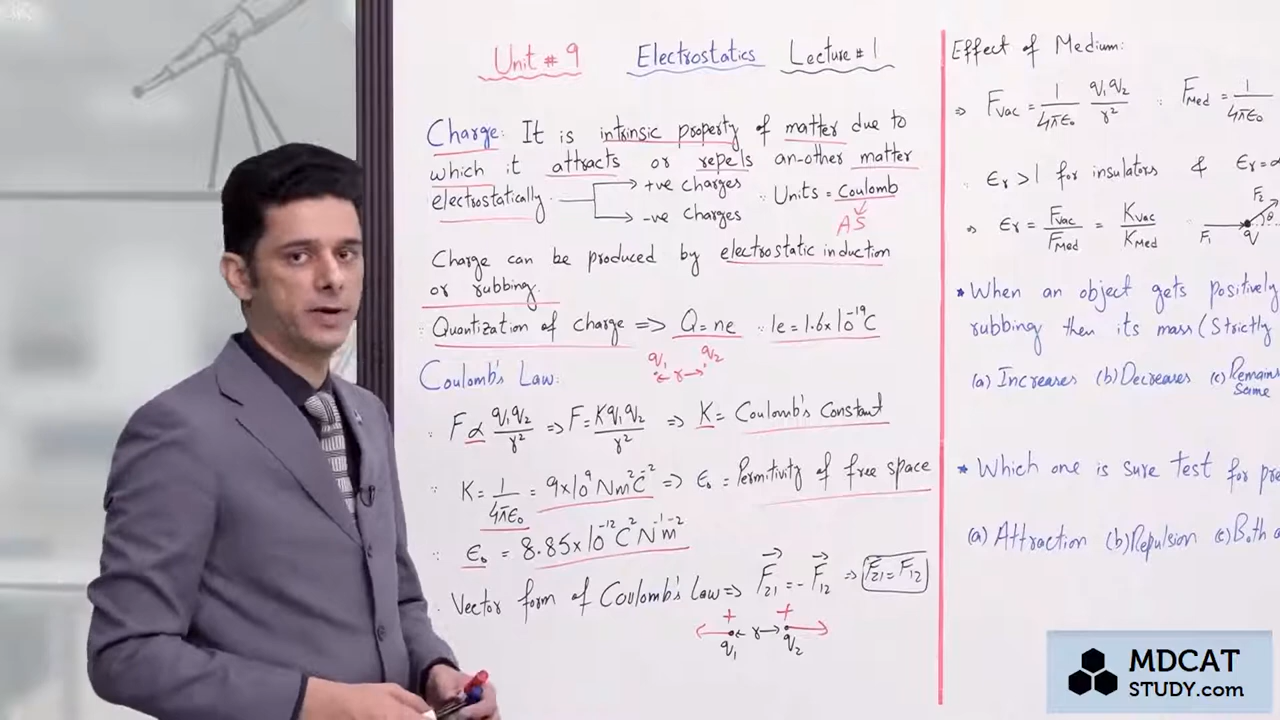 Unit # 9 Electrostatics Lecture # 1
Charge: It is intrinsic property of matter due to
which it attracts or repels an-other matter
electrostatically. → +ve charges ∵ Units = Coulomb
→ -ve charges AS
Charge can be produced by electrostatic induction
or rubbing.
∵ Quantization of charge ⟹ Q = ne ∵ 1e = 1.6×10⁻¹⁹C
q₁ ← r → q₂
Coulomb's Law:
∵ F ∝ q₁q₂/r² ⟹ F = Kq₁q₂/r² ⟹ K = Coulomb's Constant
∵ K = 1/4πε₀ = 9×10⁹ Nm²C⁻² ⟹ ε₀ = Permitivity of free space
∵ ε₀ = 8.85×10⁻¹² C²N⁻¹m⁻²
∵ Vector form of Coulomb's Law ⟹ F⃗₂₁ = -F⃗₁₂ ⟹ F₂₁ = F₁₂
+ +
q₁ ← r → q₂
Effect of Medium:
⟹ Fvac = 1/4πε₀ q₁q₂/r² ∵ FMed = 1/4πε₀
∵ εr > 1 for insulators & εr =
⟹ εr = Fvac/FMed = Kvac/KMed
F₁ q F₂ θ
* When an object gets positively
rubbing then its mass (Strictly
(a) Increases (b) Decreases (c) Remains
Same
* Which one is sure test for
(a) Attraction (b) Repulsion (c) Both
MDCAT
STUDY.com